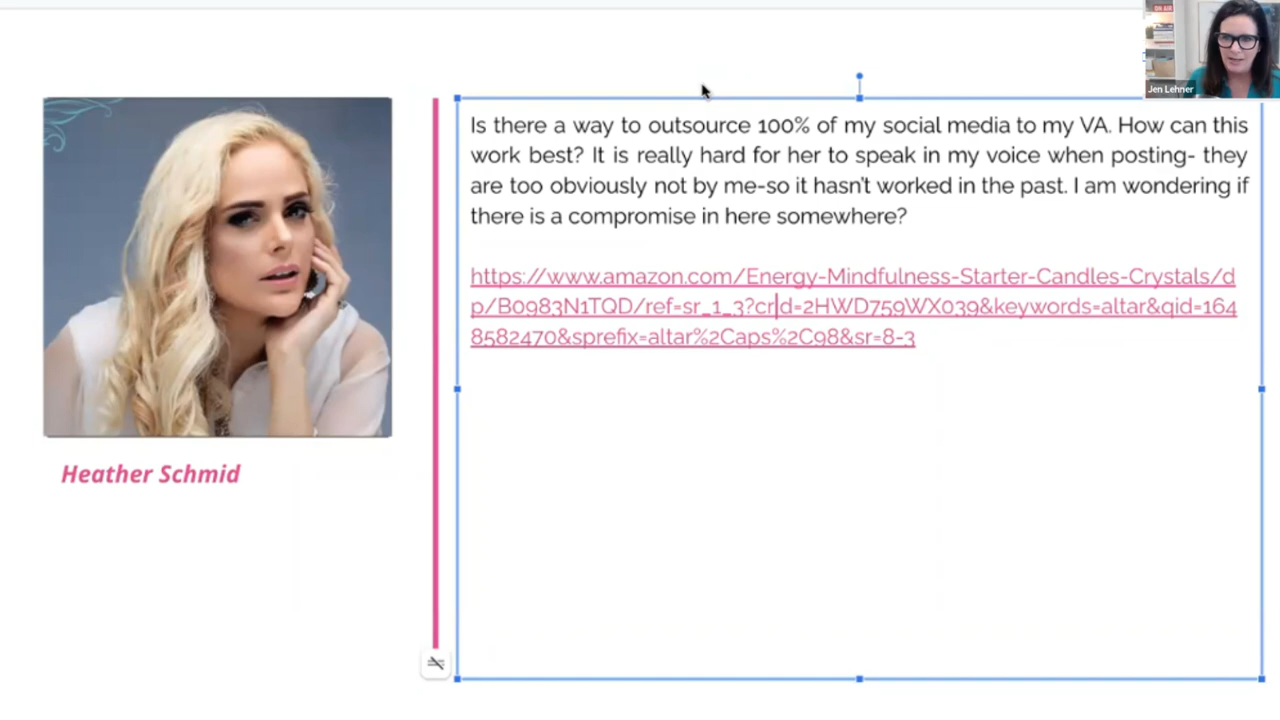 ON AIR
Jen Lehner
Is there a way to outsource 100% of my social media to my VA. How can this
work best? It is really hard for her to speak in my voice when posting- they
are too obviously not by me-so it hasn't worked in the past. I am wondering if
there is a compromise in here somewhere?
https://www.amazon.com/Energy-Mindfulness-Starter-Candles-Crystals/d
p/B0983N1TQD/ref=sr_1_3?crid=2HWD759WX039&keywords=altar&qid=164
8582470&sprefix=altar%2Caps%2C98&sr=8-3
Heather Schmid